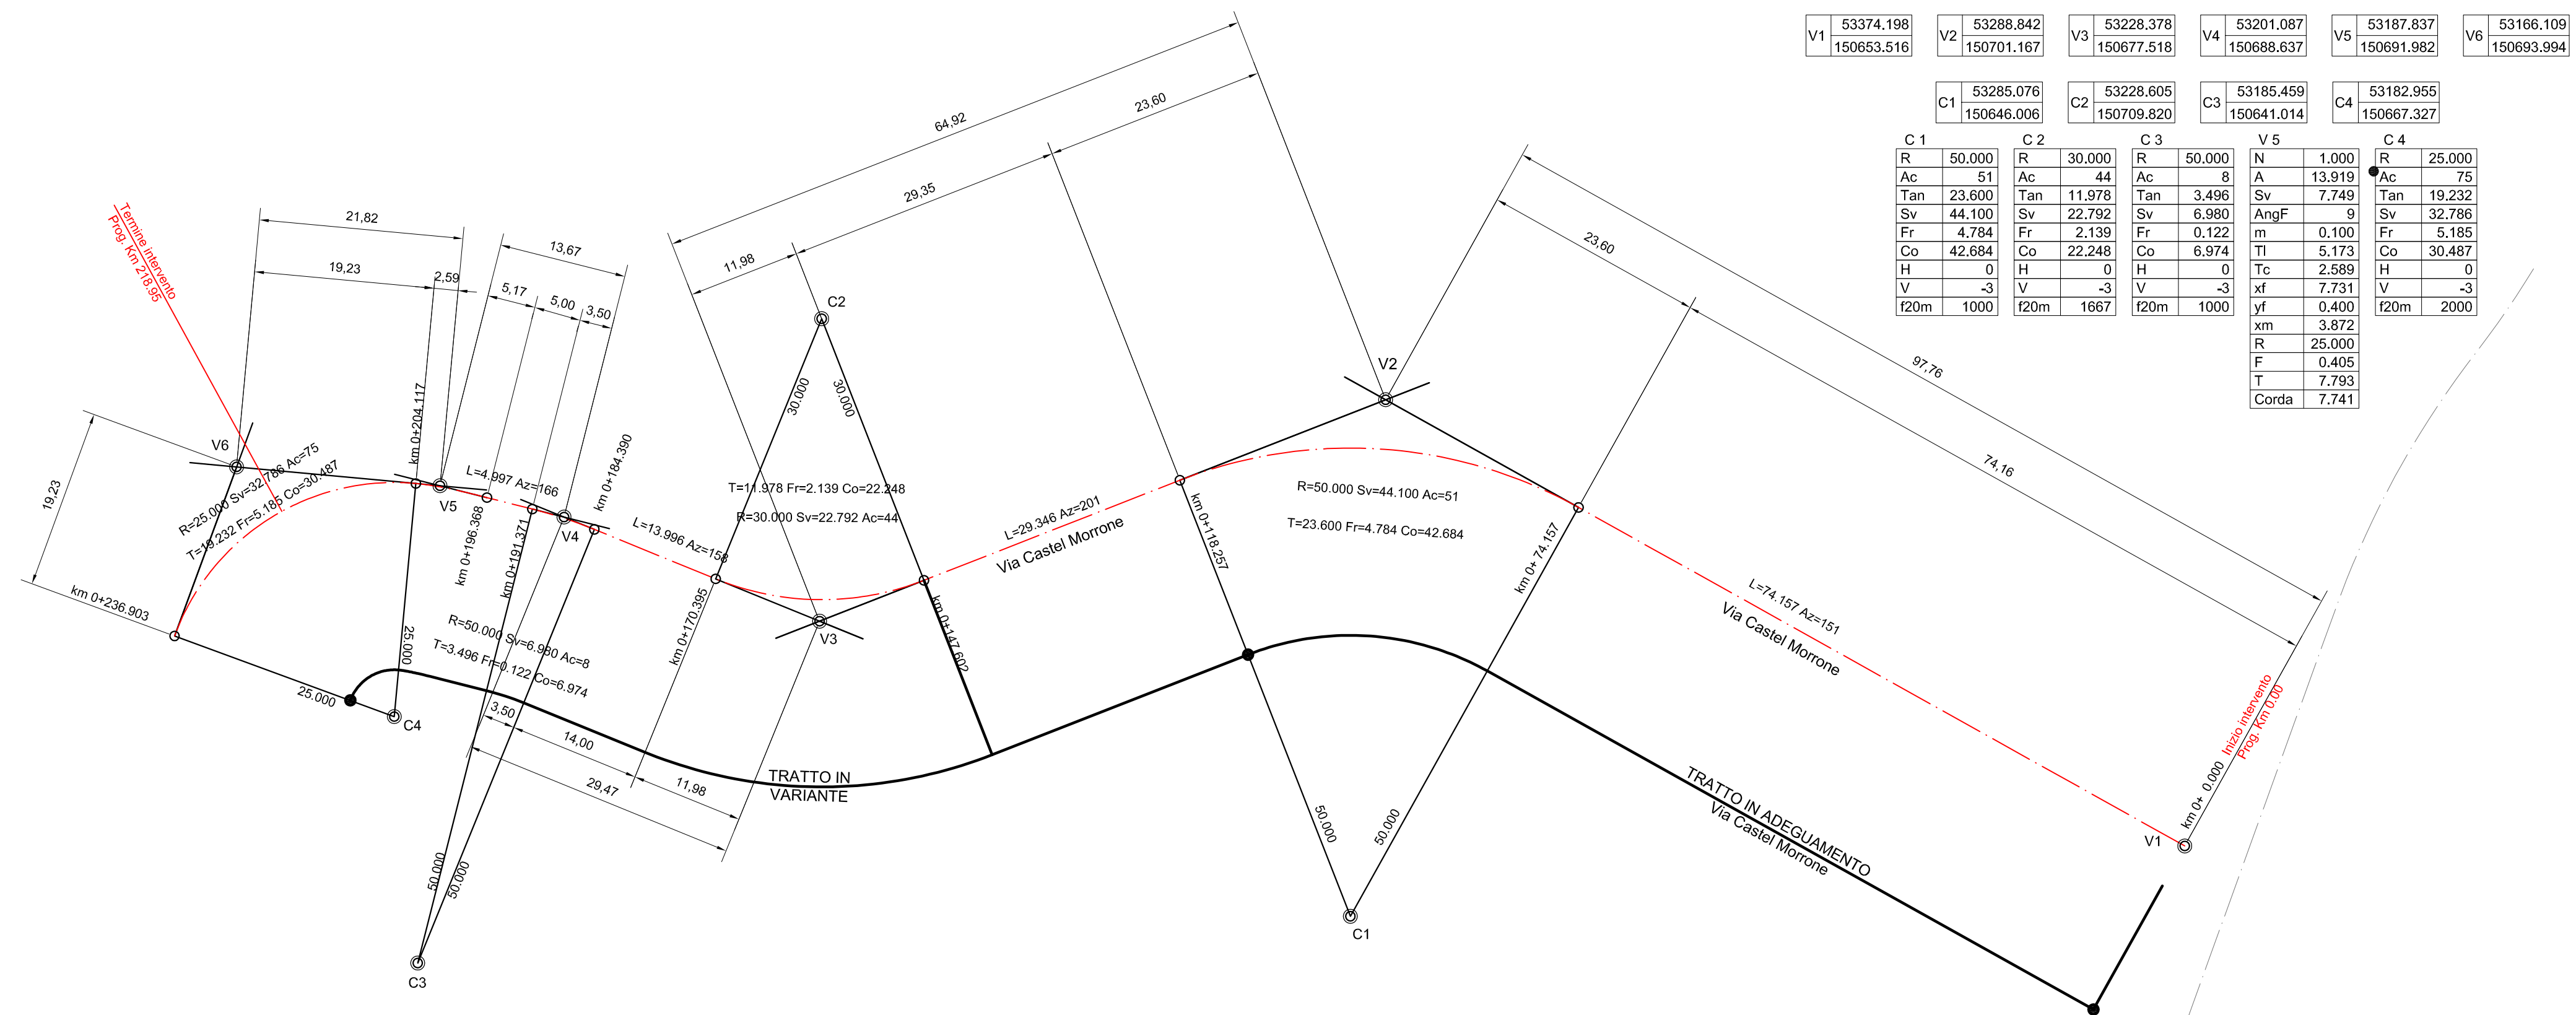 V1 53374.198 V2 53288.842 V3 53228.378 V4 53201.087 V5 53187.837 V6 53166.109
150653.516 150701.167 150677.518 150688.637 150691.982 150693.994
C1 53285.076 C2 53228.605 C3 53185.459 C4 53182.955
150646.006 150709.820 150641.014 150667.327
C 1
R 50.000
Ac 51
Tan 23.600
Sv 44.100
Fr 4.784
Co 42.684
H 0
V -3
f20m 1000
C 2
R 30.000
Ac 44
Tan 11.978
Sv 22.792
Fr 2.139
Co 22.248
H 0
V -3
f20m 1667
C 3
R 50.000
Ac 8
Tan 3.496
Sv 6.980
Fr 0.122
Co 6.974
H 0
V -3
f20m 1000
V 5
N 1.000
A 13.919
Sv 7.749
AngF 9
m 0.100
Tl 5.173
Tc 2.589
xf 7.731
yf 0.400
xm 3.872
R 25.000
F 0.405
T 7.793
Corda 7.741
C 4
R 25.000
Ac 75
Tan 19.232
Sv 32.786
Fr 5.185
Co 30.487
H 0
V -3
f20m 2000
Termine intervento
Prog. Km 218.95
21,82
19,23
2,59
13,67
5,17
5,00
3,50
64,92
23,60
29,35
11,98
C2
30.000
30.000
V2
23,60
97,76
74,16
V6
19,23
R=25.000 Sv=32.786 Ac=75
T=19.232 Fr=5.185 Co=30.487
km 0+204.117
V5
L=4.997 Az=166
km 0+196.368
km 0+191.371
V4
km 0+184.390
L=13.996 Az=158
T=11.978 Fr=2.139 Co=22.248
R=30.000 Sv=22.792 Ac=44
L=29.346 Az=201
Via Castel Morrone
km 0+118.257
R=50.000 Sv=44.100 Ac=51
T=23.600 Fr=4.784 Co=42.684
km 0+ 74.157
L=74.157 Az=151
Via Castel Morrone
km 0+236.903
25.000
25.000
C4
R=50.000 Sv=6.980 Ac=8
T=3.496 Fr=0.122 Co=6.974
km 0+170.395
V3
km 0+147.602
3,50
14,00
11,98
29,47
TRATTO IN
VARIANTE
50.000
50.000
C3
50.000
50.000
C1
TRATTO IN ADEGUAMENTO
Via Castel Morrone
Inizio intervento
Prog. Km 0.00
km 0+ 0.000
V1